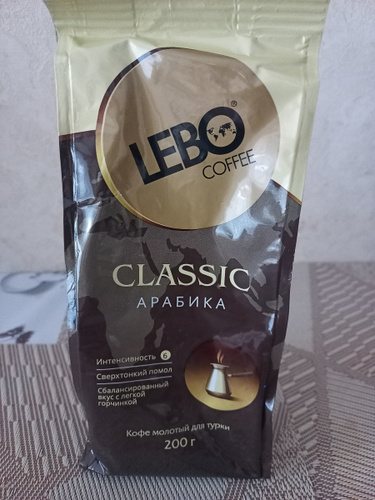 LEBO®
COFFEE
CLASSIC
АРАБИКА
Интенсивность 6
Сверхтонкий помол
Сбалансированный
вкус с легкой
горчинкой
Кофе молотый для турки
200 г